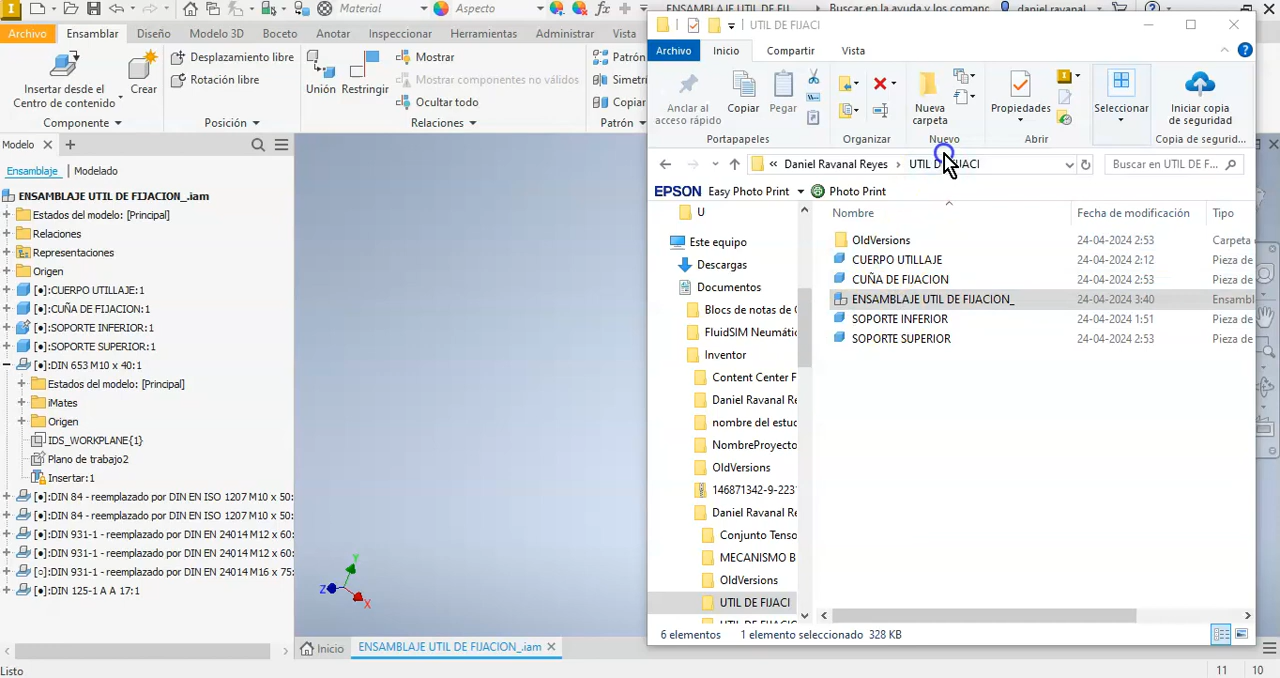 Material
Aspecto
ENSAMBLAJE UTIL DE FIJ
Buscar en la ayuda y los comanc
daniel ravanal
UTIL DE FIJACI
Archivo
Ensamblar
Diseño
Modelo 3D
Boceto
Anotar
Inspeccionar
Herramientas
Administrar
Vista
Archivo
Inicio
Compartir
Vista
Insertar desde el
Centro de contenido
Crear
Desplazamiento libre
Rotación libre
Unión
Restringir
Mostrar
Mostrar componentes no válidos
Ocultar todo
Patrón
Simetrí
Copiar
Componente
Posición
Relaciones
Patrón
Anclar al
acceso rápido
Copiar
Pegar
Nueva
carpeta
Propiedades
Seleccionar
Iniciar copia
de seguridad
Portapapeles
Organizar
Nuevo
Abrir
Copia de segurid...
Modelo
Ensamblaje
Modelado
Daniel Ravanal Reyes
Buscar en UTIL DE F...
EPSON
Easy Photo Print
Photo Print
ENSAMBLAJE UTIL DE FIJACION_.iam
Estados del modelo: [Principal]
Relaciones
Representaciones
Origen
[●]:CUERPO UTILLAJE:1
[●]:CUÑA DE FIJACION:1
[●]:SOPORTE INFERIOR:1
[●]:SOPORTE SUPERIOR:1
[●]:DIN 653 M10 x 40:1
Estados del modelo: [Principal]
iMates
Origen
IDS_WORKPLANE{1}
Plano de trabajo2
Insertar:1
[●]:DIN 84 - reemplazado por DIN EN ISO 1207 M10 x 50:
[●]:DIN 84 - reemplazado por DIN EN ISO 1207 M10 x 50:
[●]:DIN 931-1 - reemplazado por DIN EN 24014 M12 x 60:
[●]:DIN 931-1 - reemplazado por DIN EN 24014 M12 x 60:
[○]:DIN 931-1 - reemplazado por DIN EN 24014 M16 x 75:
[●]:DIN 125-1 A A 17:1
Y
Z
X
U
Este equipo
Descargas
Documentos
Blocs de notas de
FluidSIM Neumátic
Inventor
Content Center F
Daniel Ravanal Re
nombre del estuc
NombreProyecto
OldVersions
146871342-9-223
Daniel Ravanal Re
Conjunto Tenso
MECANISMO B
OldVersions
UTIL DE FIJACI
Nombre
Fecha de modificación
Tipo
OldVersions
24-04-2024 2:53
Carpeta
CUERPO UTILLAJE
24-04-2024 2:12
Pieza de
CUÑA DE FIJACION
24-04-2024 2:53
Pieza de
ENSAMBLAJE UTIL DE FIJACION_
24-04-2024 3:40
Ensambl
SOPORTE INFERIOR
24-04-2024 1:51
Pieza de
SOPORTE SUPERIOR
24-04-2024 2:53
Pieza de
6 elementos
1 elemento seleccionado 328 KB
Inicio
ENSAMBLAJE UTIL DE FIJACION_.iam
Listo
11
10